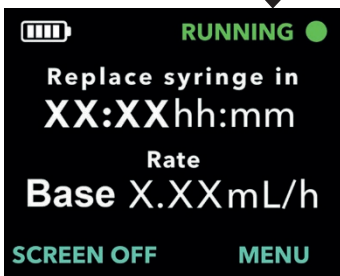 RUNNING
Replace syringe in
XX:XXhh:mm
Rate
Base X.XXmL/h
SCREEN OFF MENU